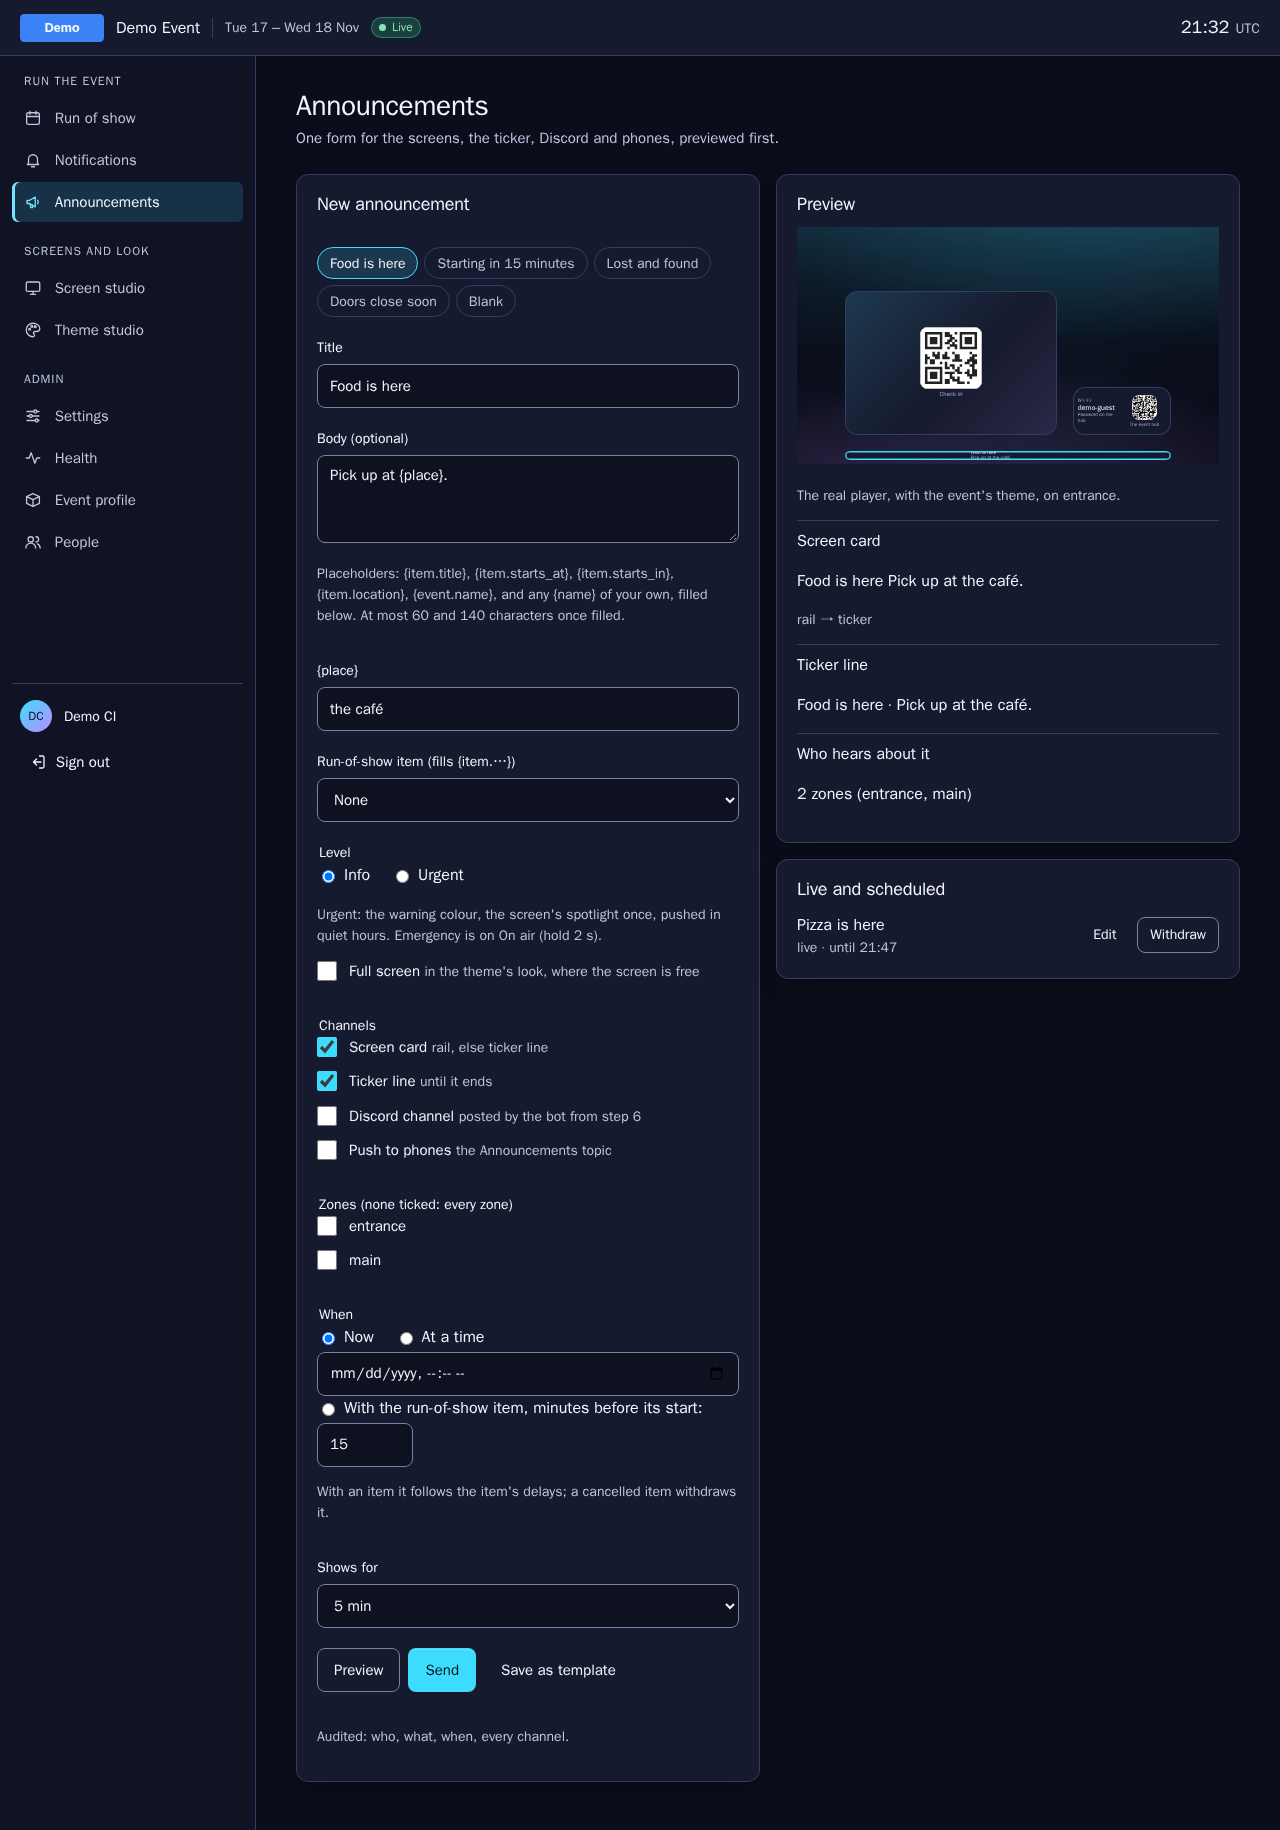 Demo
Demo Event
Tue 17 – Wed 18 Nov
Live
21:32 UTC
RUN THE EVENT
Run of show
Notifications
Announcements
SCREENS AND LOOK
Screen studio
Theme studio
ADMIN
Settings
Health
Event profile
People
DC
Demo CI
Sign out
Announcements
One form for the screens, the ticker, Discord and phones, previewed first.
New announcement
Food is here
Starting in 15 minutes
Lost and found
Doors close soon
Blank
Title
Food is here
Body (optional)
Pick up at {place}.
Placeholders: {item.title}, {item.starts_at}, {item.starts_in},
{item.location}, {event.name}, and any {name} of your own, filled
below. At most 60 and 140 characters once filled.
{place}
the café
Run-of-show item (fills {item.…})
None
Level
Info
Urgent
Urgent: the warning colour, the screen's spotlight once, pushed in
quiet hours. Emergency is on On air (hold 2 s).
Full screen in the theme's look, where the screen is free
Channels
Screen card rail, else ticker line
Ticker line until it ends
Discord channel posted by the bot from step 6
Push to phones the Announcements topic
Zones (none ticked: every zone)
entrance
main
When
Now
At a time
mm/dd/yyyy, --:-- --
With the run-of-show item, minutes before its start:
15
With an item it follows the item's delays; a cancelled item withdraws
it.
Shows for
5 min
Preview
Send
Save as template
Audited: who, what, when, every channel.
Preview
Check in
WI-FI
demo-guest
Password on the
hub
The event hub
Pick up at the café.
The real player, with the event's theme, on entrance.
Screen card
Food is here Pick up at the café.
rail → ticker
Ticker line
Food is here · Pick up at the café.
Who hears about it
2 zones (entrance, main)
Live and scheduled
Pizza is here
live · until 21:47
Edit
Withdraw